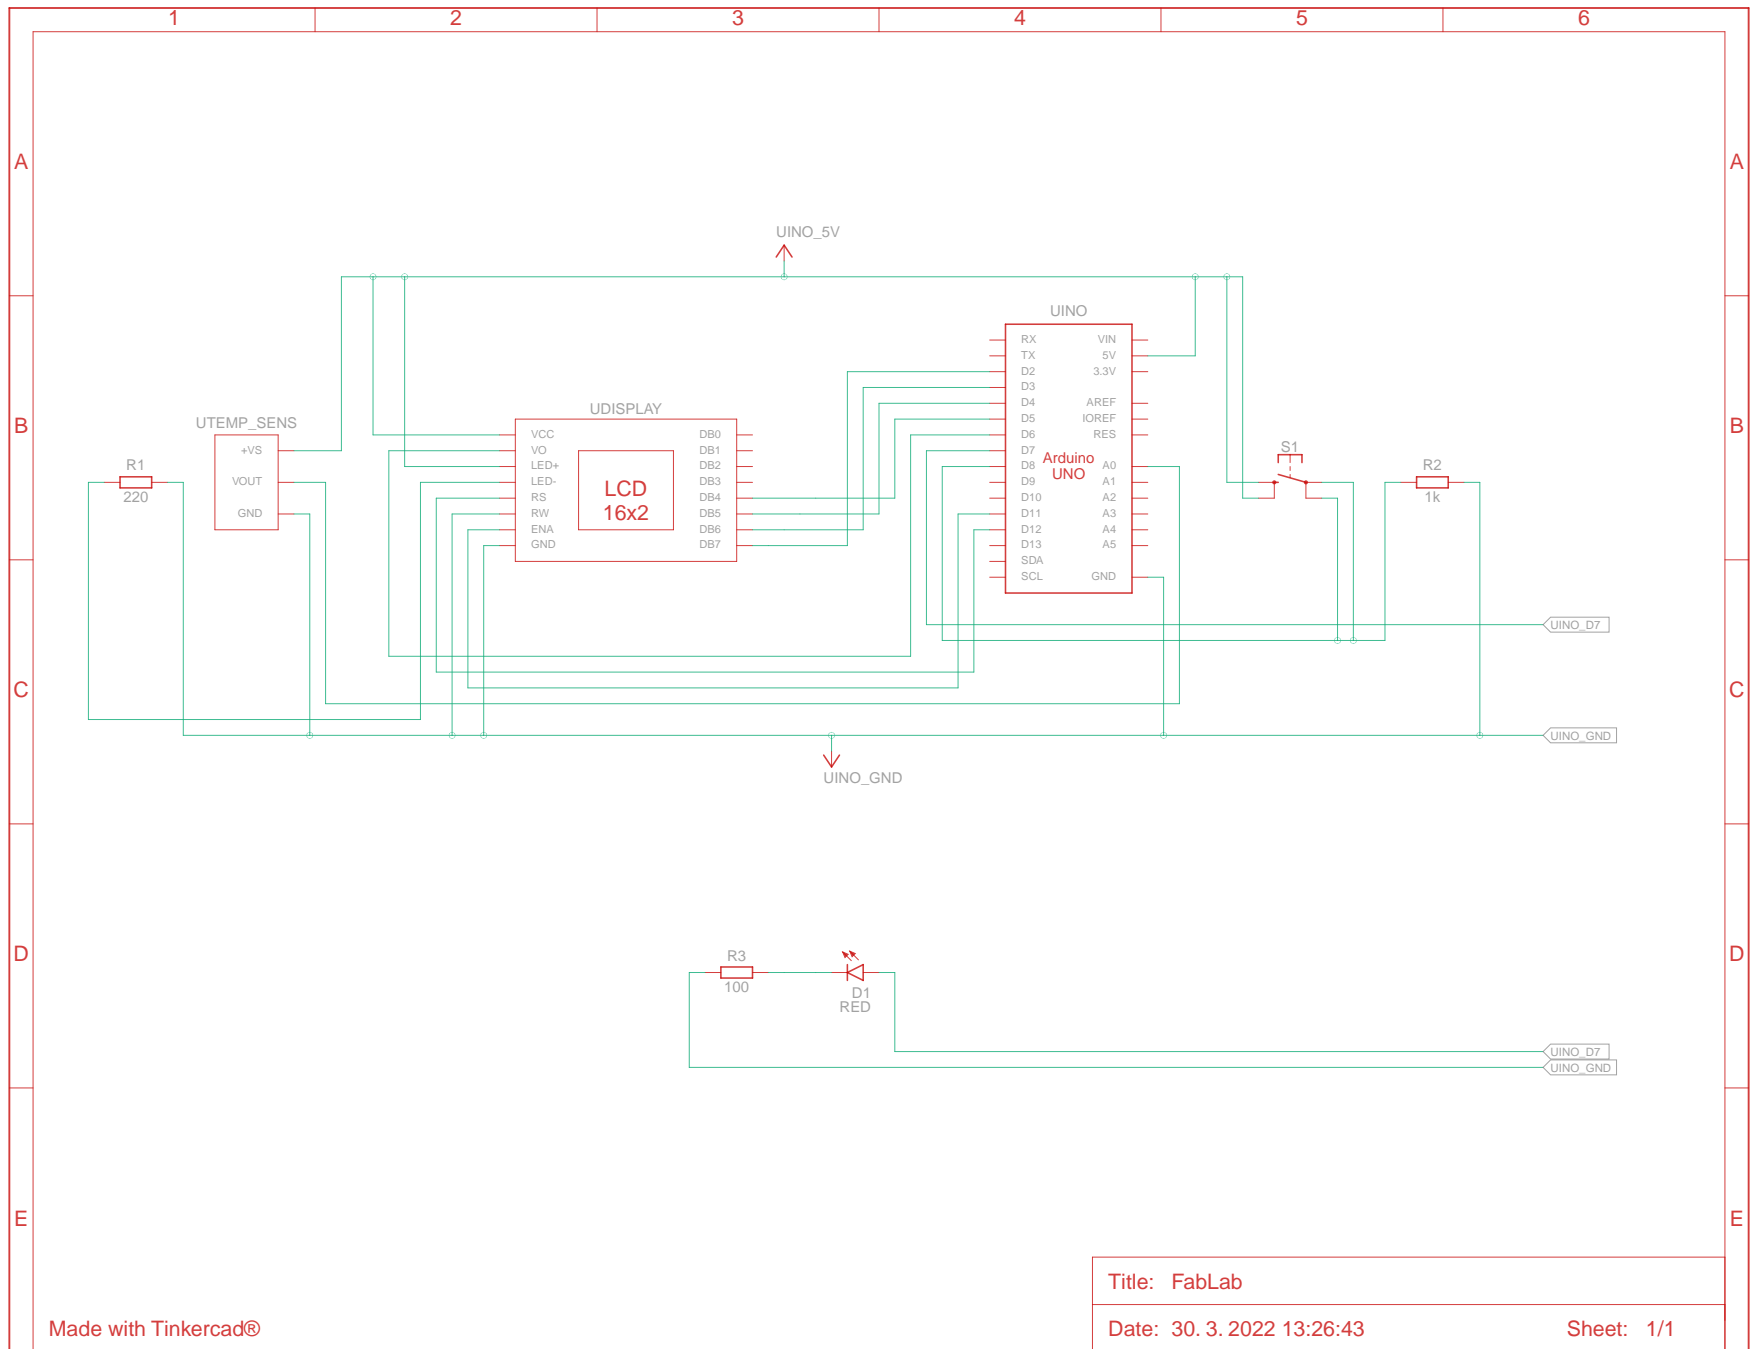 1 2 3 4 5 6
A A
UINO_5V
B B
UINO
RX VIN
TX 5V
D2 3.3V
D3
D4 AREF
D5 IOREF
D6 RES
D7
D8 A0
D9 A1
D10 A2
D11 A3
D12 A4
D13 A5
SDA
SCL GND
Arduino
UNO
UDISPLAY
VCC DB0
VO DB1
LED+ DB2
LED- DB3
RS DB4
RW DB5
ENA DB6
GND DB7
LCD
16x2
UTEMP_SENS
+VS
VOUT
GND
R1
220
S1
R2
1k
C C
UINO_D7
UINO_GND
UINO_GND
D D
R3
100
D1
RED
UINO_D7
UINO_GND
E E
Title: FabLab
Made with Tinkercad®
Date: 30. 3. 2022 13:26:43 Sheet: 1/1